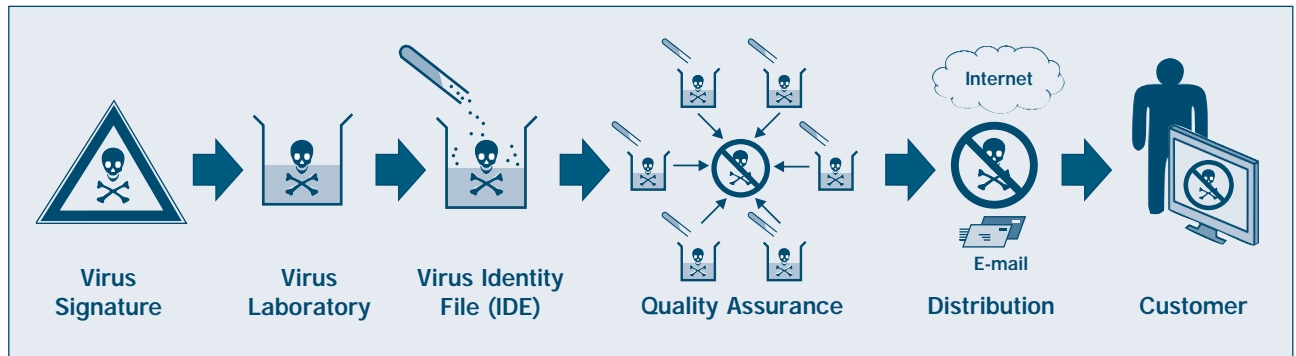 Internet
E-mail
Virus
Signature
Virus
Laboratory
Virus Identity
File (IDE)
Quality Assurance
Distribution
Customer